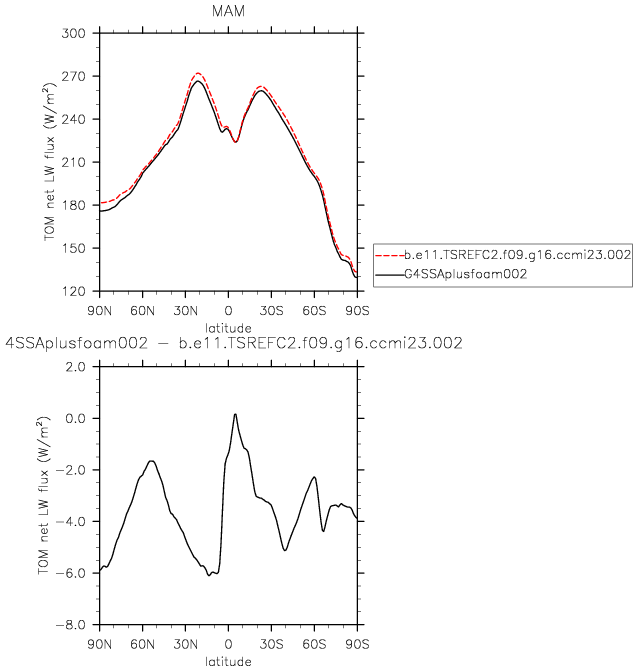 MAM
300
270
240
210
180
150
120
TOM net LW flux (W/m²)
90N 60N 30N 0 30S 60S 90S
latitude
b.e11.TSREFC2.f09.g16.ccmi23.002
G4SSAplusfoam002
4SSAplusfoam002 − b.e11.TSREFC2.f09.g16.ccmi23.002
2.0
0.0
−2.0
−4.0
−6.0
−8.0
TOM net LW flux (W/m²)
90N 60N 30N 0 30S 60S 90S
latitude